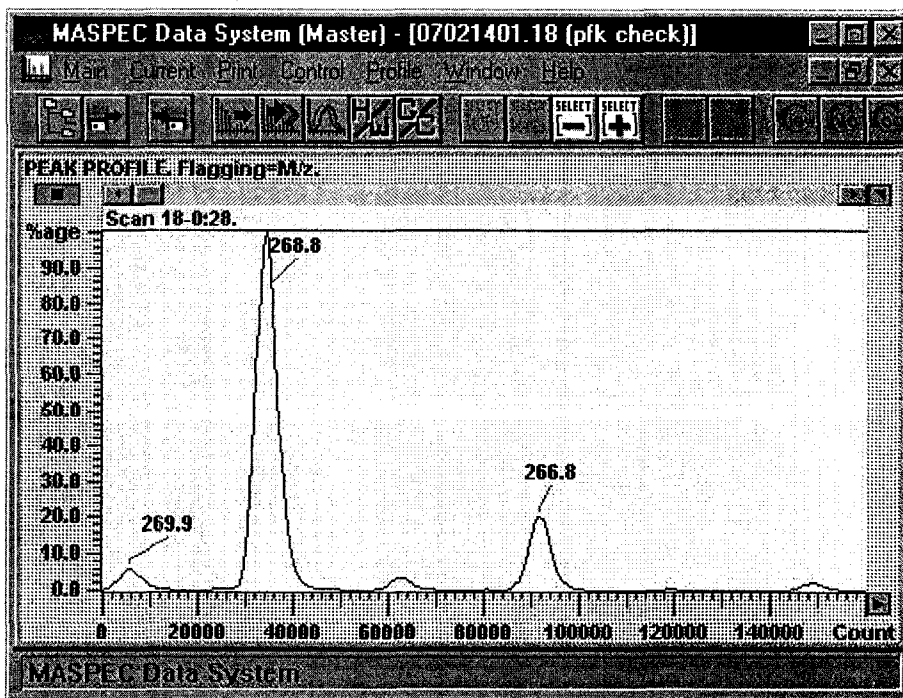 MASPEC Data System (Master) - [07021401.18 (pfk check)]
Main Current Print Control Profile Window Help
SELECT SELECT
PEAK PROFILE. Flagging=M/z.
Scan 18-0:28.
%age
268.8
90.0
80.0
70.0
60.0
50.0
40.0
30.0
266.8
20.0
269.9
10.0
0.0
0 20000 40000 60000 80000 100000 120000 140000 Count
MASPEC Data System